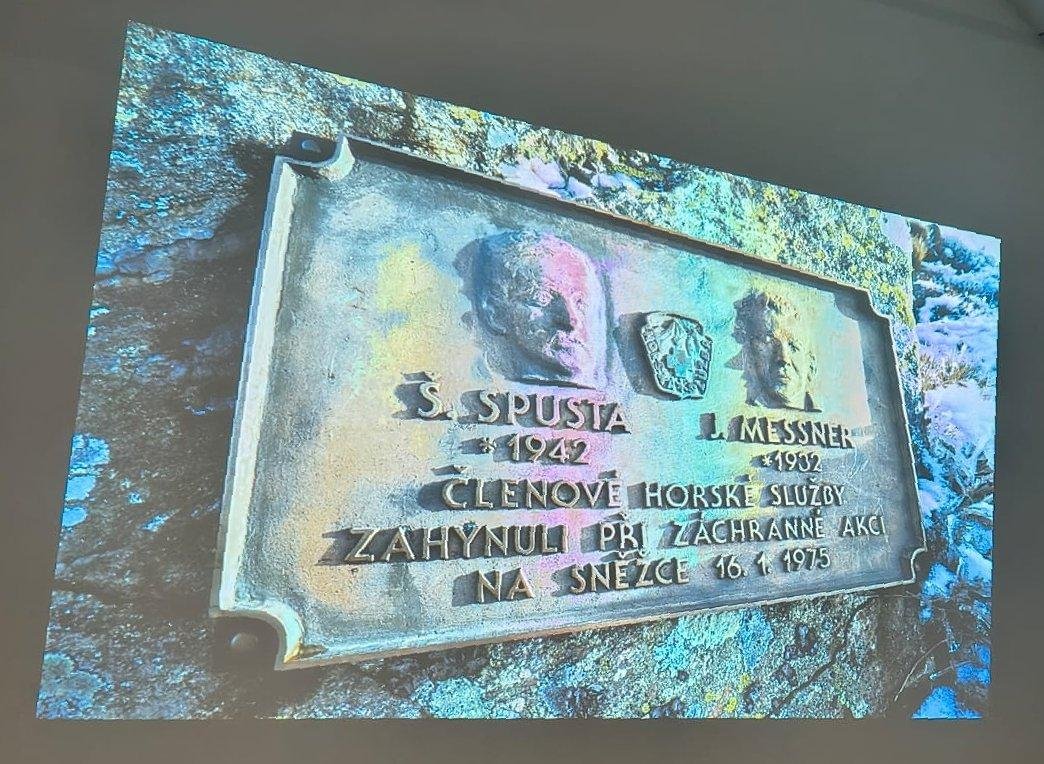 Š. SPUSTA
*1942
J. MESSNER
*1932
ČLENOVÉ HORSKÉ SLUŽBY
ZAHYNULI PŘI ZÁCHRANNÉ AKCI
NA SNĚŽCE 16. 1. 1975